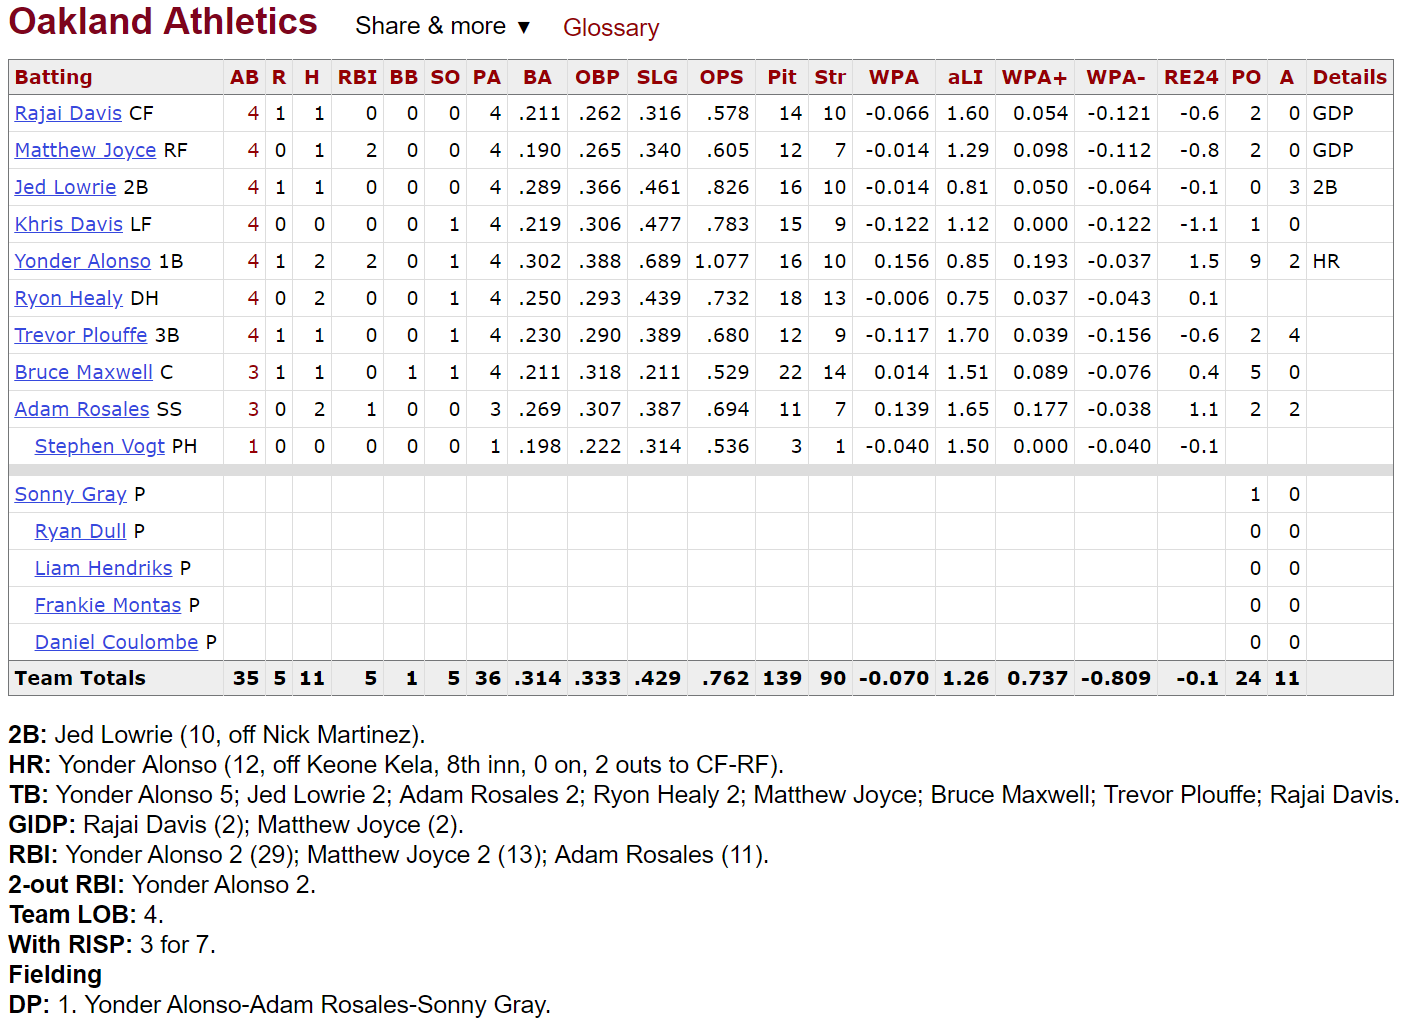 Oakland Athletics Share & more ▼ Glossary
Batting AB R H RBI BB SO PA BA OBP SLG OPS Pit Str WPA aLI WPA+ WPA- RE24 PO A Details
Rajai Davis CF 4 1 1 0 0 0 4 .211 .262 .316 .578 14 10 -0.066 1.60 0.054 -0.121 -0.6 2 0 GDP
Matthew Joyce RF 4 0 1 2 0 0 4 .190 .265 .340 .605 12 7 -0.014 1.29 0.098 -0.112 -0.8 2 0 GDP
Jed Lowrie 2B 4 1 1 0 0 0 4 .289 .366 .461 .826 16 10 -0.014 0.81 0.050 -0.064 -0.1 0 3 2B
Khris Davis LF 4 0 0 0 0 1 4 .219 .306 .477 .783 15 9 -0.122 1.12 0.000 -0.122 -1.1 1 0
Yonder Alonso 1B 4 1 2 2 0 1 4 .302 .388 .689 1.077 16 10 0.156 0.85 0.193 -0.037 1.5 9 2 HR
Ryon Healy DH 4 0 2 0 0 1 4 .250 .293 .439 .732 18 13 -0.006 0.75 0.037 -0.043 0.1
Trevor Plouffe 3B 4 1 1 0 0 1 4 .230 .290 .389 .680 12 9 -0.117 1.70 0.039 -0.156 -0.6 2 4
Bruce Maxwell C 3 1 1 0 1 1 4 .211 .318 .211 .529 22 14 0.014 1.51 0.089 -0.076 0.4 5 0
Adam Rosales SS 3 0 2 1 0 0 3 .269 .307 .387 .694 11 7 0.139 1.65 0.177 -0.038 1.1 2 2
Stephen Vogt PH 1 0 0 0 0 0 1 .198 .222 .314 .536 3 1 -0.040 1.50 0.000 -0.040 -0.1
Sonny Gray P 1 0
Ryan Dull P 0 0
Liam Hendriks P 0 0
Frankie Montas P 0 0
Daniel Coulombe P 0 0
Team Totals 35 5 11 5 1 5 36 .314 .333 .429 .762 139 90 -0.070 1.26 0.737 -0.809 -0.1 24 11
2B: Jed Lowrie (10, off Nick Martinez).
HR: Yonder Alonso (12, off Keone Kela, 8th inn, 0 on, 2 outs to CF-RF).
TB: Yonder Alonso 5; Jed Lowrie 2; Adam Rosales 2; Ryon Healy 2; Matthew Joyce; Bruce Maxwell; Trevor Plouffe; Rajai Davis.
GIDP: Rajai Davis (2); Matthew Joyce (2).
RBI: Yonder Alonso 2 (29); Matthew Joyce 2 (13); Adam Rosales (11).
2-out RBI: Yonder Alonso 2.
Team LOB: 4.
With RISP: 3 for 7.
Fielding
DP: 1. Yonder Alonso-Adam Rosales-Sonny Gray.